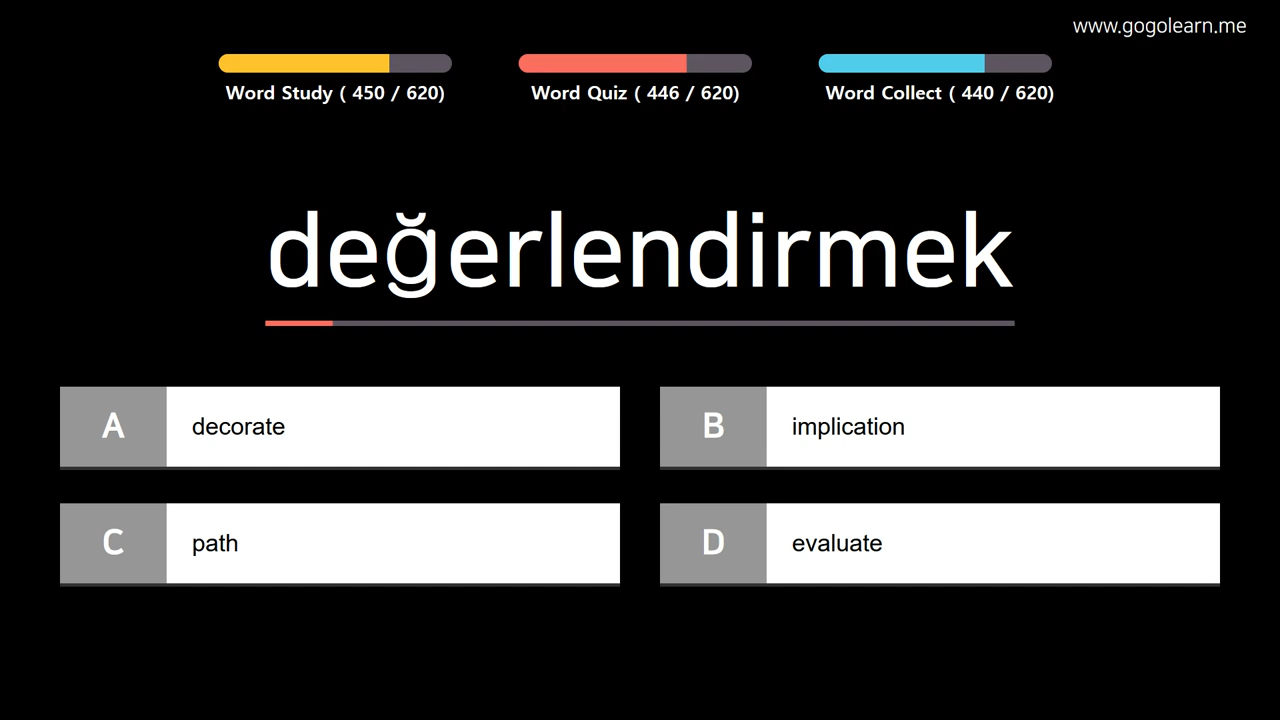 www.gogolearn.me
Word Study ( 450 / 620)
Word Quiz ( 446 / 620)
Word Collect ( 440 / 620)
değerlendirmek
A decorate
B implication
C path
D evaluate